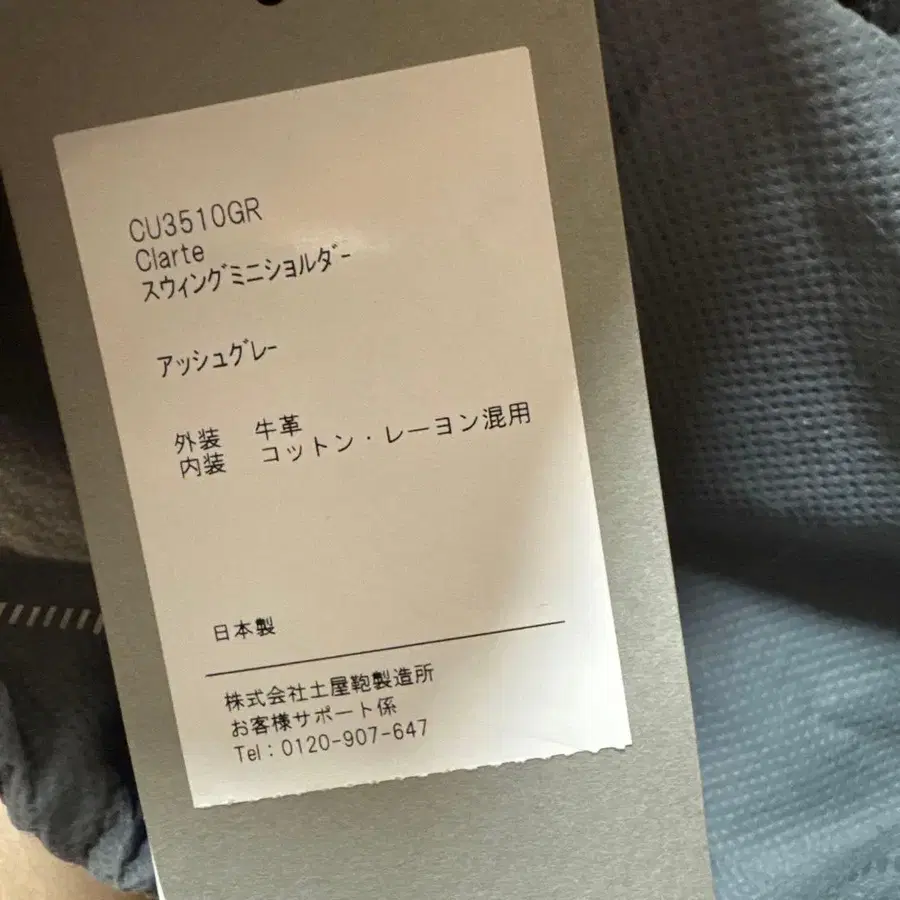 CU3510GR
Clarte
スウィングミニショルダー
アッシュグレー
外装 牛革
内装 コットン・レーヨン混用
日本製
株式会社土屋鞄製造所
お客様サポート係
Tel：0120-907-647